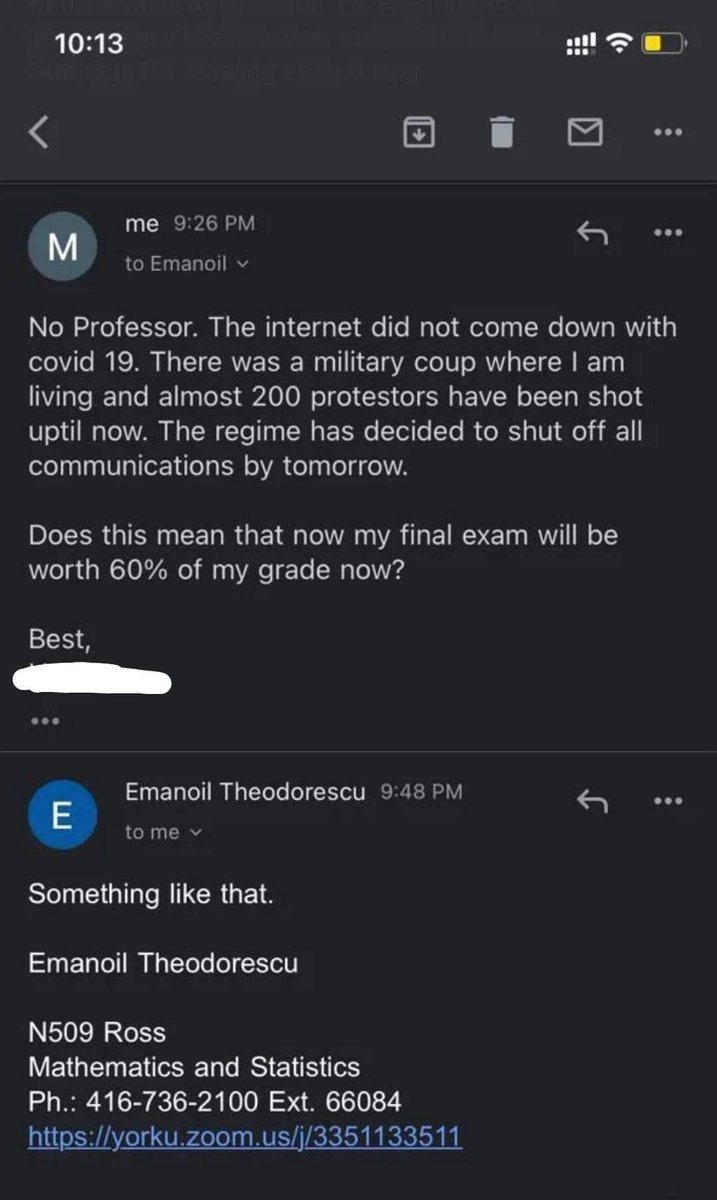 10:13
me 9:26 PM
M
to Emanoil
No Professor. The internet did not come down with
covid 19. There was a military coup where I am
living and almost 200 protestors have been shot
uptil now. The regime has decided to shut off all
communications by tomorrow.
Does this mean that now my final exam will be
worth 60% of my grade now?
Best,
Emanoil Theodorescu 9:48 PM
E
to me
Something like that.
Emanoil Theodorescu
N509 Ross
Mathematics and Statistics
Ph.: 416-736-2100 Ext. 66084
https://yorku.zoom.us/j/3351133511